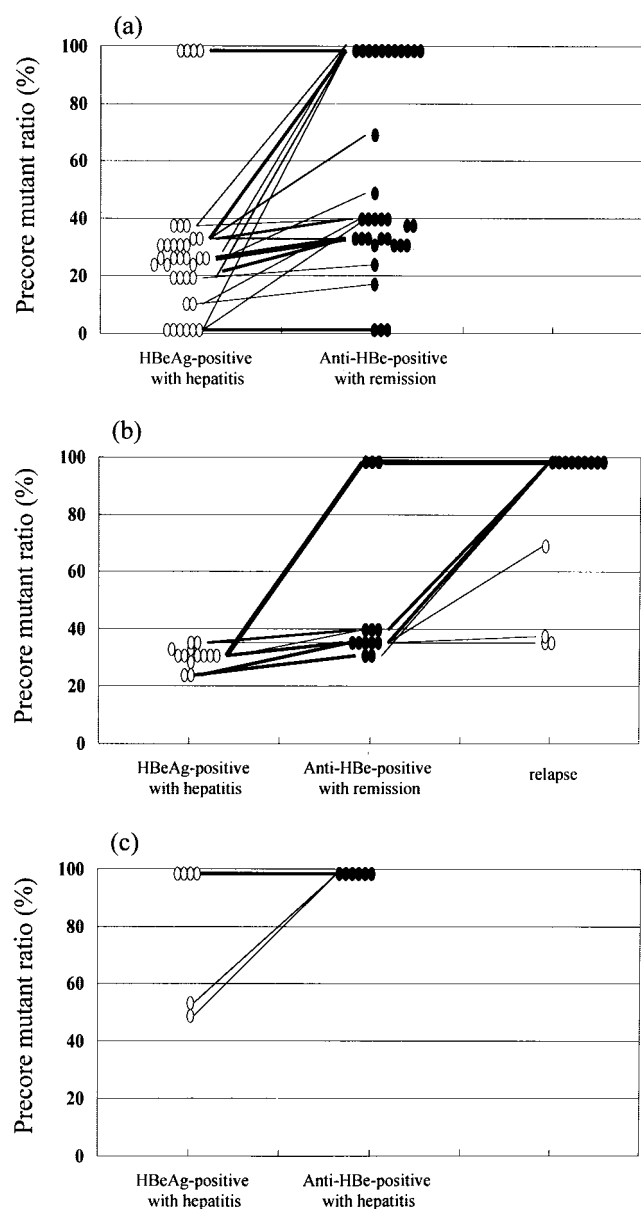 (a)
Precore mutant ratio (%)
100
80
60
40
20
0
HBeAg-positive
with hepatitis
Anti-HBe-positive
with remission
(b)
Precore mutant ratio (%)
100
80
60
40
20
0
HBeAg-positive
with hepatitis
Anti-HBe-positive
with remission
relapse
(c)
Precore mutant ratio (%)
100
80
60
40
20
0
HBeAg-positive
with hepatitis
Anti-HBe-positive
with hepatitis